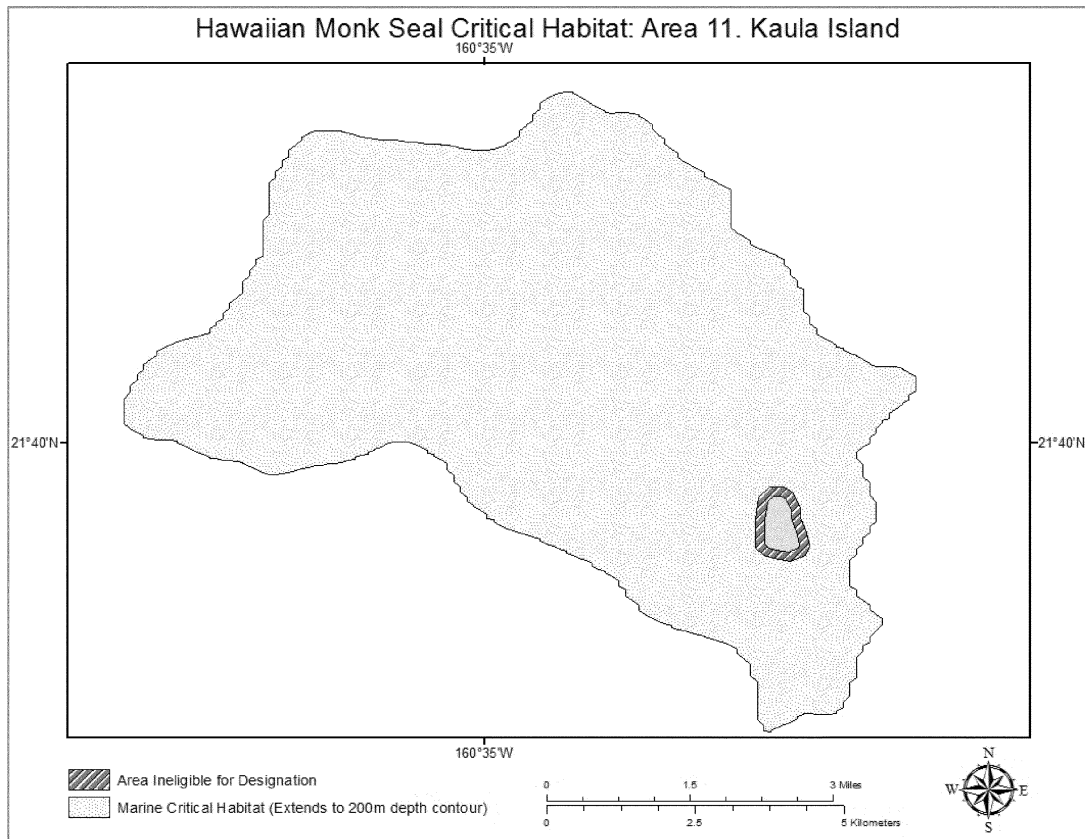 Hawaiian Monk Seal Critical Habitat: Area 11. Kaula Island
160°35'W
21°40'N
21°40'N
160°35'W
Area Ineligible for Designation
Marine Critical Habitat (Extends to 200m depth contour)
0 1.5 3 Miles
0 2.5 5 Kilometers
N
W E
S